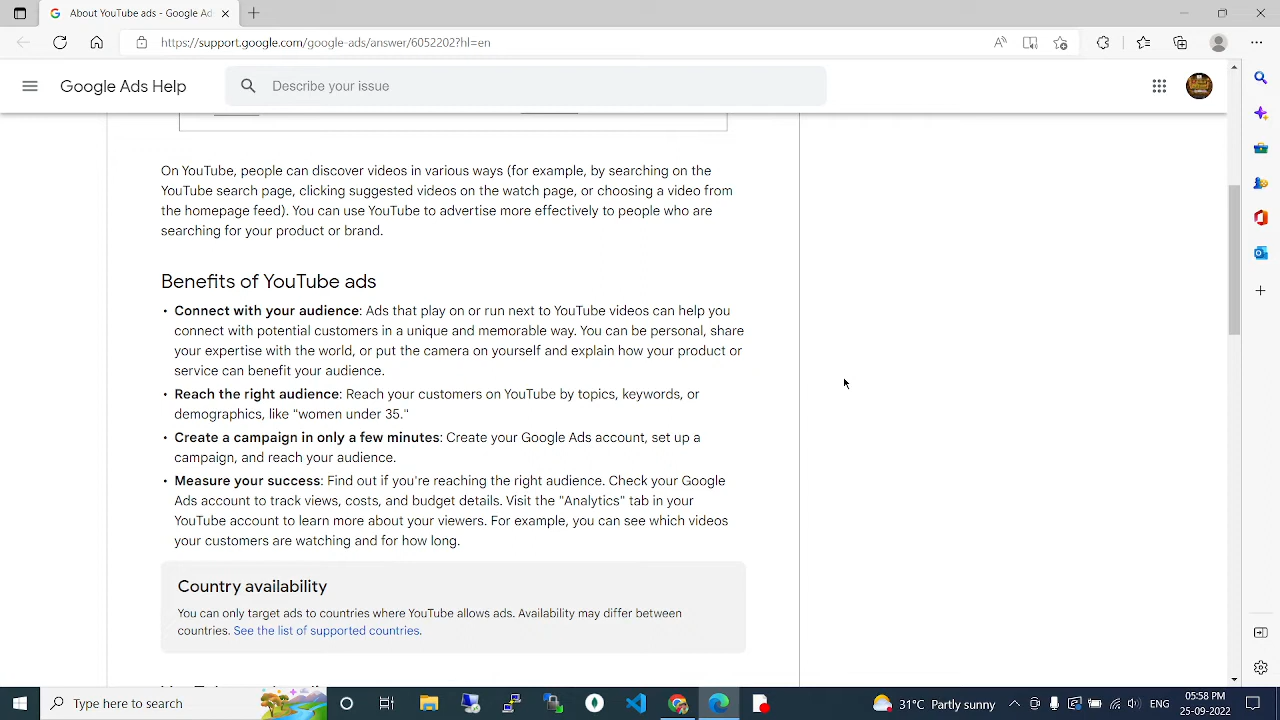 About YouTube ads - Google Ad
https://support.google.com/google-ads/answer/6052202?hl=en
Google Ads Help
Describe your issue
On YouTube, people can discover videos in various ways (for example, by searching on the
YouTube search page, clicking suggested videos on the watch page, or choosing a video from
the homepage feed). You can use YouTube to advertise more effectively to people who are
searching for your product or brand.
Benefits of YouTube ads
• Connect with your audience: Ads that play on or run next to YouTube videos can help you
connect with potential customers in a unique and memorable way. You can be personal, share
your expertise with the world, or put the camera on yourself and explain how your product or
service can benefit your audience.
• Reach the right audience: Reach your customers on YouTube by topics, keywords, or
demographics, like "women under 35."
• Create a campaign in only a few minutes: Create your Google Ads account, set up a
campaign, and reach your audience.
• Measure your success: Find out if you're reaching the right audience. Check your Google
Ads account to track views, costs, and budget details. Visit the "Analytics" tab in your
YouTube account to learn more about your viewers. For example, you can see which videos
your customers are watching and for how long.
Country availability
You can only target ads to countries where YouTube allows ads. Availability may differ between
countries. See the list of supported countries.
Type here to search
31°C Partly sunny
ENG
05:58 PM
25-09-2022